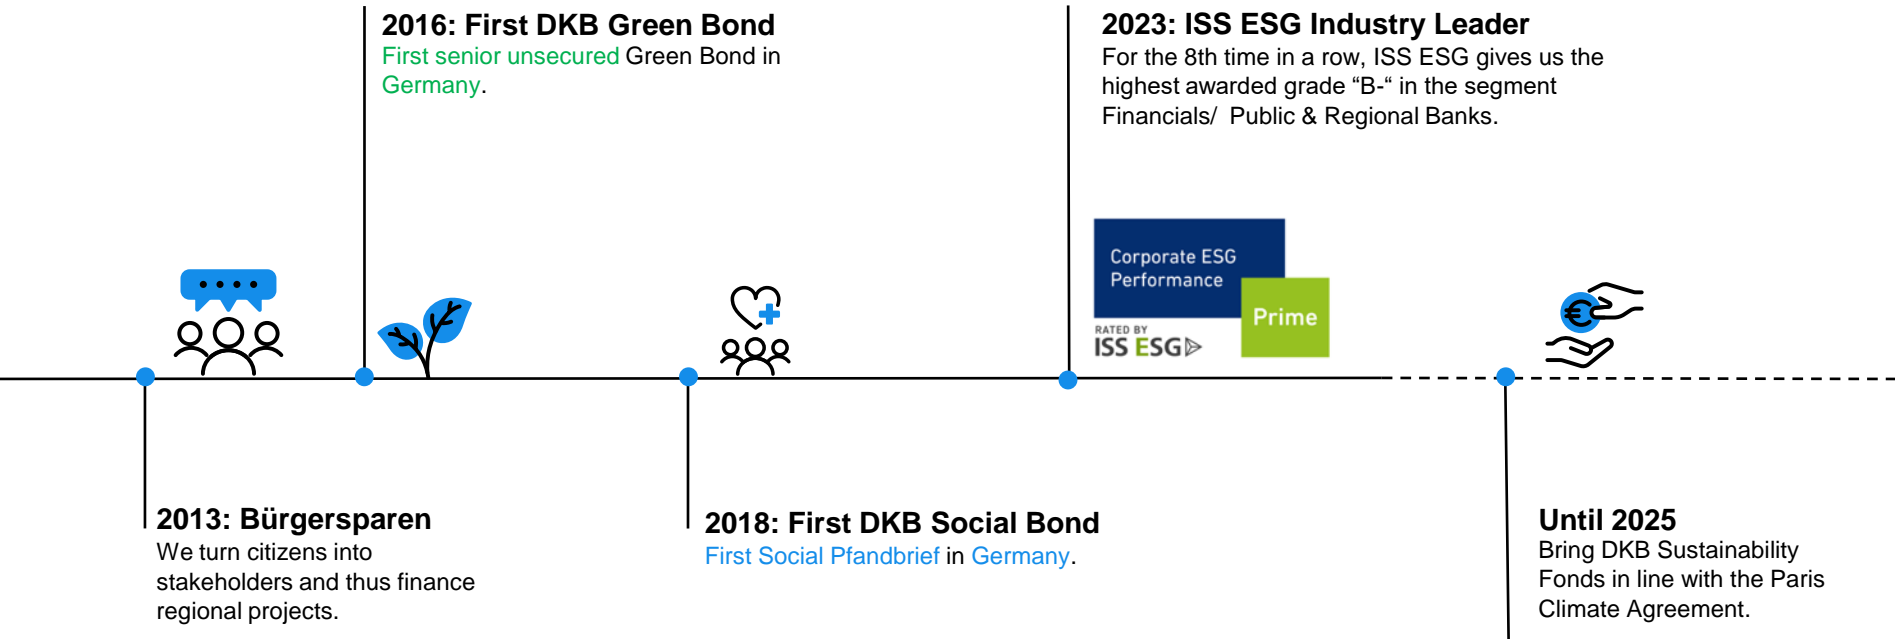 2016: First DKB Green Bond
First senior unsecured Green Bond in
Germany.
2023: ISS ESG Industry Leader
For the 8th time in a row, ISS ESG gives us the
highest awarded grade “B-“ in the segment
Financials/ Public & Regional Banks.
Corporate ESG
Performance
Prime
RATED BY
ISS ESG
2013: Bürgersparen
We turn citizens into
stakeholders and thus finance
regional projects.
2018: First DKB Social Bond
First Social Pfandbrief in Germany.
Until 2025
Bring DKB Sustainability
Fonds in line with the Paris
Climate Agreement.